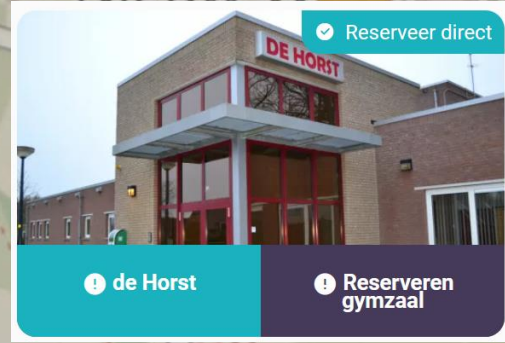 Reserveer direct
DE HORST
de Horst
Reserveren
gymzaal